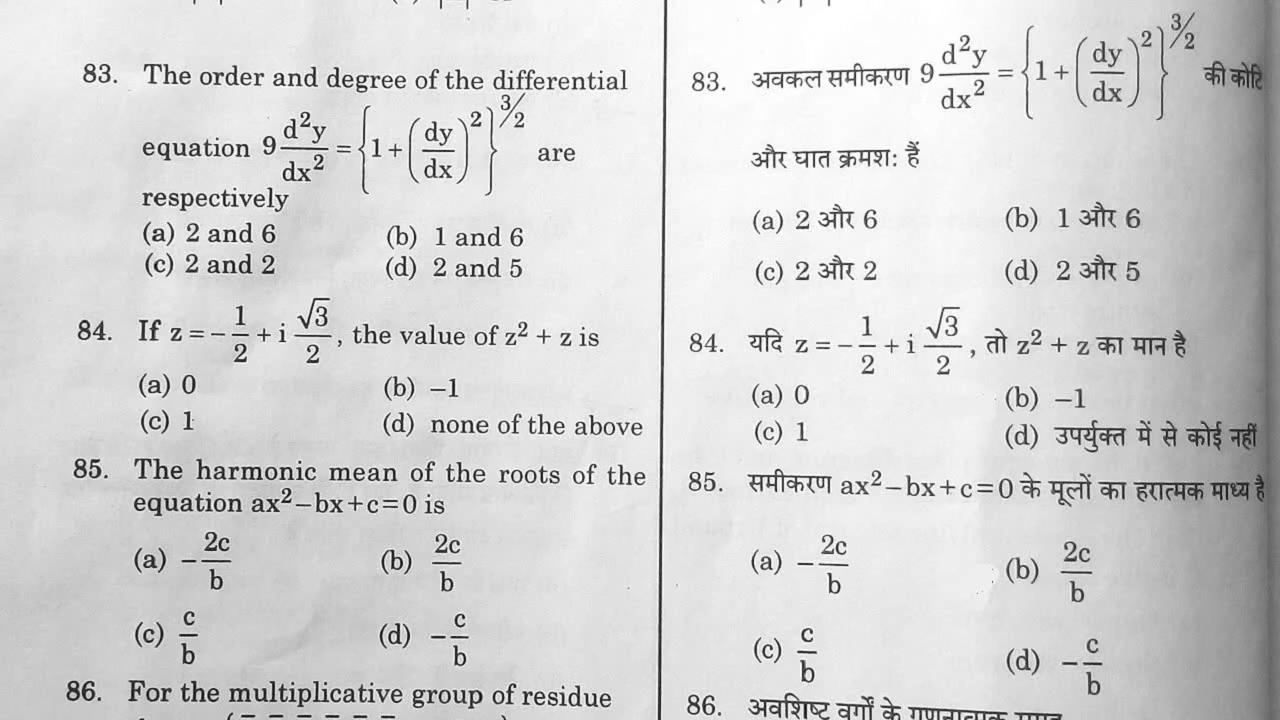 83. The order and degree of the differential
equation 9 d²y/dx² = {1 + (dy/dx)²}^3/2 are
respectively
(a) 2 and 6 (b) 1 and 6
(c) 2 and 2 (d) 2 and 5
84. If z = −1/2 + i √3/2, the value of z² + z is
(a) 0 (b) −1
(c) 1 (d) none of the above
85. The harmonic mean of the roots of the
equation ax²−bx+c=0 is
(a) −2c/b (b) 2c/b
(c) c/b (d) −c/b
86. For the multiplicative group of residue
83. अवकल समीकरण 9 d²y/dx² = {1 + (dy/dx)²}^3/2 की कोटि
और घात क्रमशः हैं
(a) 2 और 6 (b) 1 और 6
(c) 2 और 2 (d) 2 और 5
84. यदि z = −1/2 + i √3/2, तो z² + z का मान है
(a) 0 (b) −1
(c) 1 (d) उपर्युक्त में से कोई नहीं
85. समीकरण ax²−bx+c=0 के मूलों का हरात्मक माध्य है
(a) −2c/b (b) 2c/b
(c) c/b (d) −c/b
86. अवशिष्ट वर्गों के